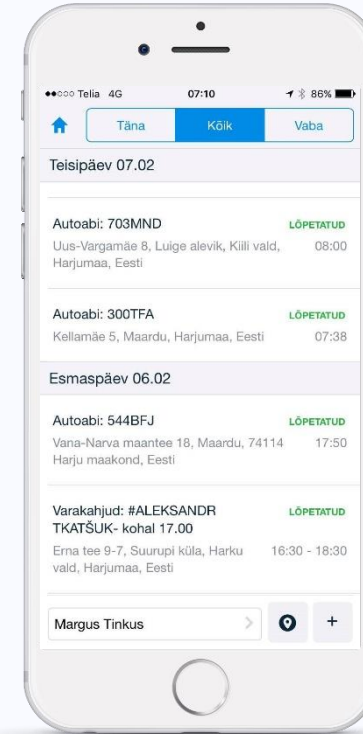 Telia 4G 07:10 86%
Täna Kõik Vaba
Teisipäev 07.02
Autoabi: 703MND LÕPETATUD
Uus-Vargamäe 8, Luige alevik, Kiili vald, 08:00
Harjumaa, Eesti
Autoabi: 300TFA LÕPETATUD
Kellamäe 5, Maardu, Harjumaa, Eesti 07:38
Esmaspäev 06.02
Autoabi: 544BFJ LÕPETATUD
Vana-Narva maantee 18, Maardu, 74114 17:50
Harju maakond, Eesti
Varakahjud: #ALEKSANDR LÕPETATUD
TKATŠUK- kohal 17.00
Erna tee 9-7, Suurupi küla, Harku 16:30 - 18:30
vald, Harjumaa, Eesti
Margus Tinkus